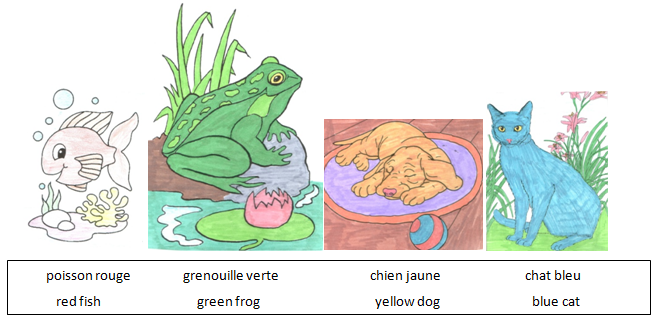 poisson rouge grenouille verte chien jaune chat bleu
red fish green frog yellow dog blue cat